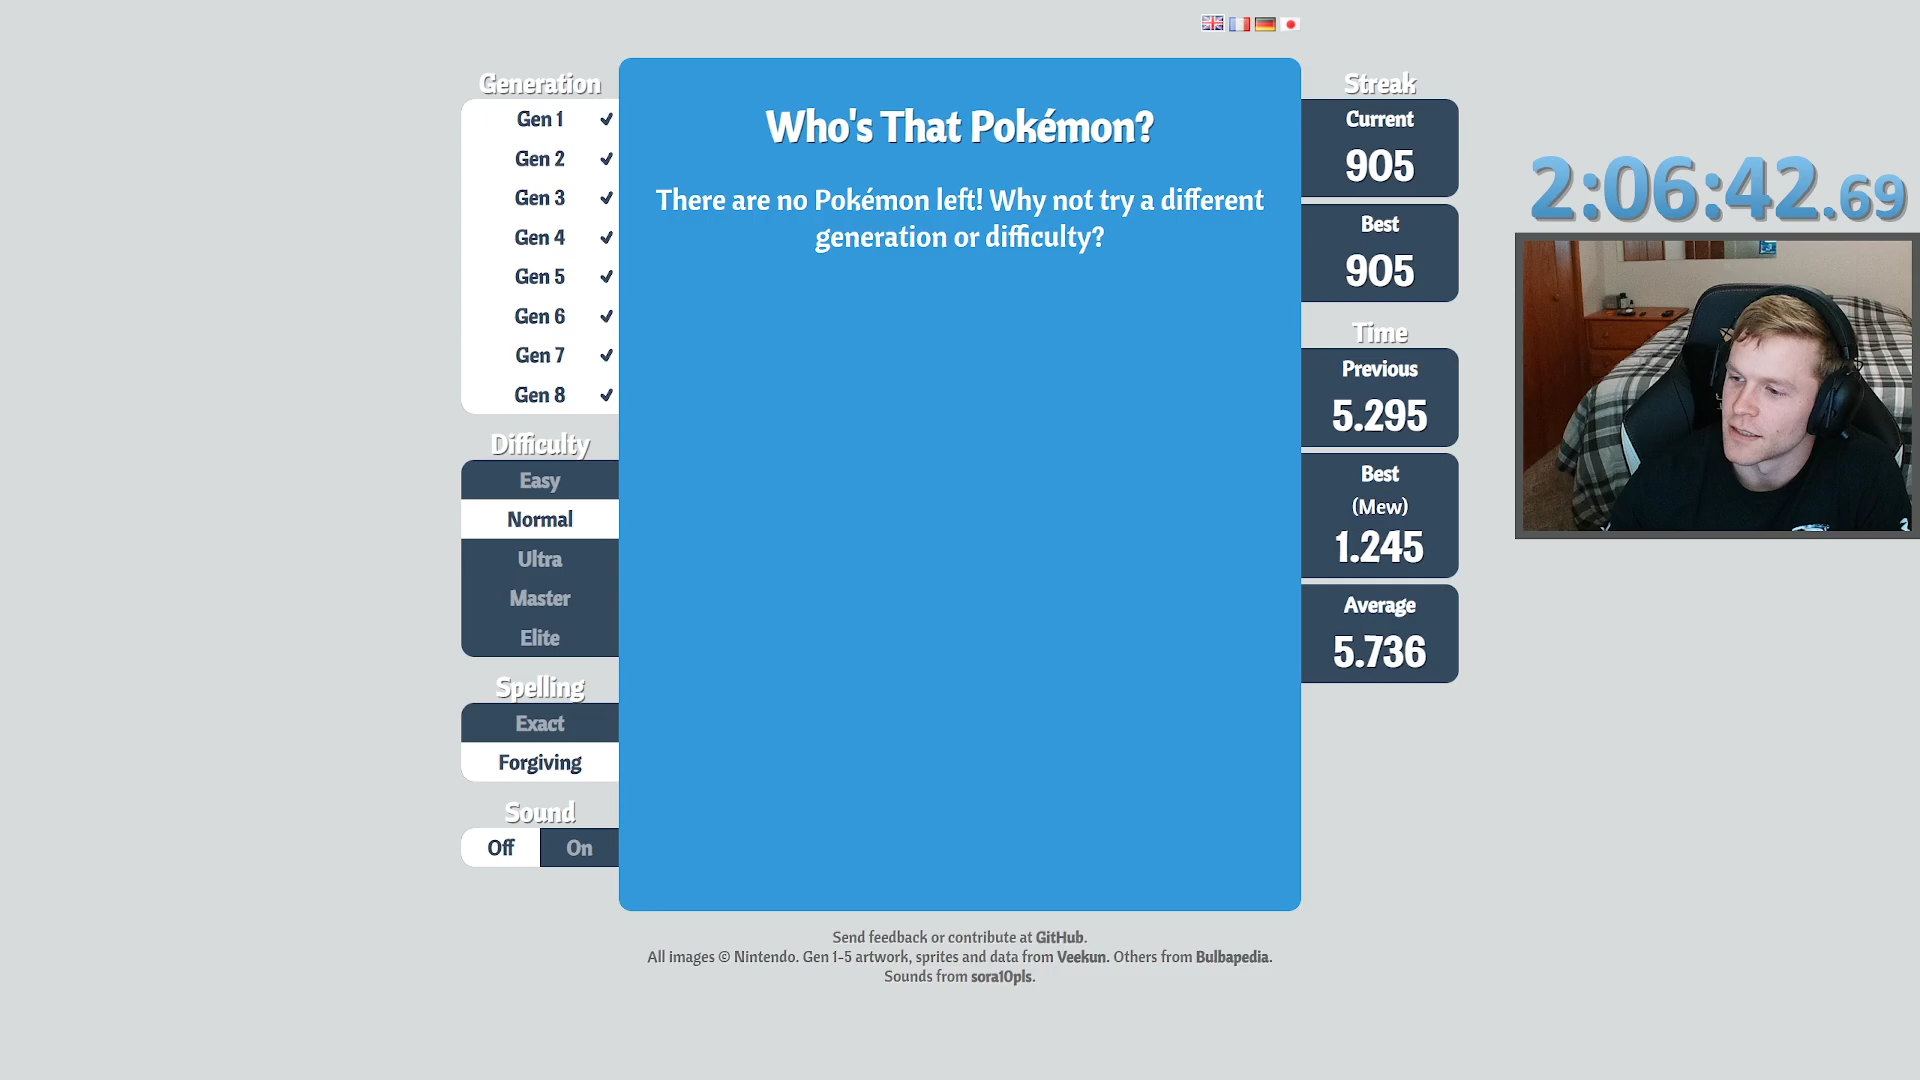 Generation
Gen 1
Gen 2
Gen 3
Gen 4
Gen 5
Gen 6
Gen 7
Gen 8
Difficulty
Easy
Normal
Ultra
Master
Elite
Spelling
Exact
Forgiving
Sound
Off On
Who's That Pokémon?
There are no Pokémon left! Why not try a different
generation or difficulty?
Streak
Current
905
Best
905
Time
Previous
5.295
Best
(Mew)
1.245
Average
5.736
2:06:42.69
Send feedback or contribute at GitHub.
All images © Nintendo. Gen 1-5 artwork, sprites and data from Veekun. Others from Bulbapedia.
Sounds from sora10pls.